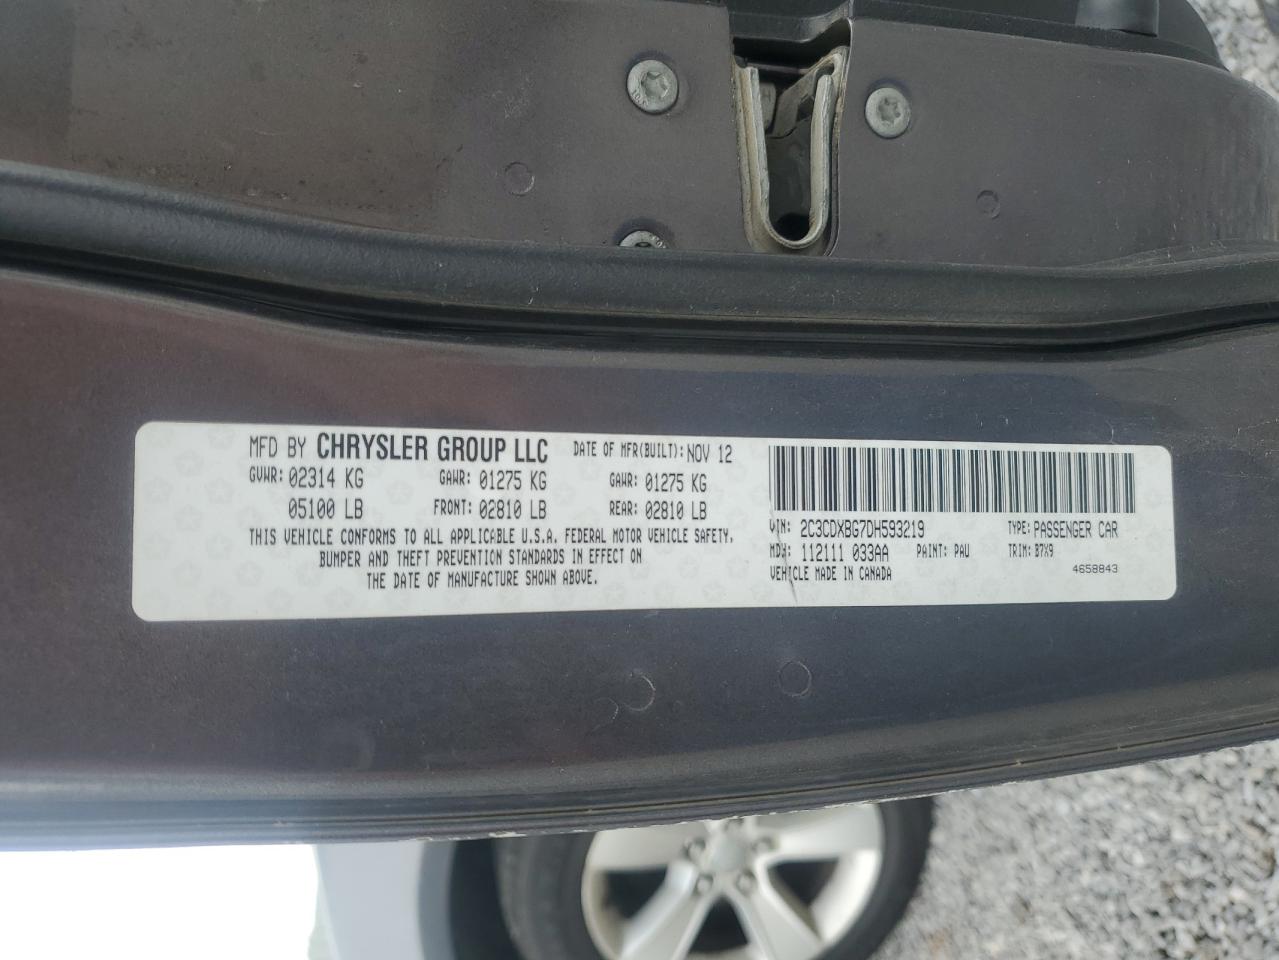 MFD BY CHRYSLER GROUP LLC DATE OF MFR(BUILT): NOV 12
GVWR: 02314 KG GAWR: 01275 KG GAWR: 01275 KG
05100 LB FRONT: 02810 LB REAR: 02810 LB
THIS VEHICLE CONFORMS TO ALL APPLICABLE U.S.A. FEDERAL MOTOR VEHICLE SAFETY,
BUMPER AND THEFT PREVENTION STANDARDS IN EFFECT ON
THE DATE OF MANUFACTURE SHOWN ABOVE.
VIN: 2C3CDXBG7DH593219 TYPE: PASSENGER CAR
MDH: 112111 033AA PAINT: PAU TRIM: B7X9
VEHICLE MADE IN CANADA 4658843